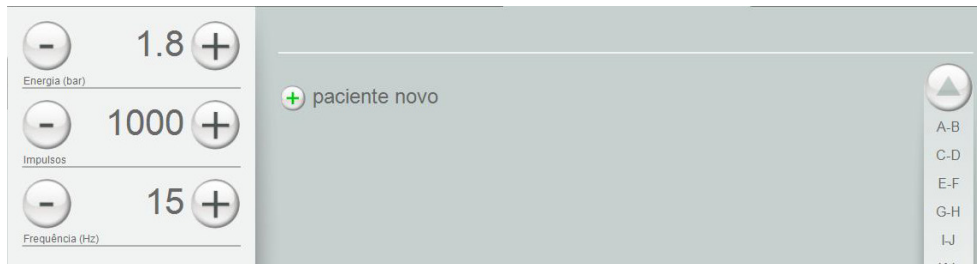 - 1.8 +
Energia (bar)
- 1000 +
Impulsos
- 15 +
Frequência (Hz)
+ paciente novo
A-B
C-D
E-F
G-H
I-J